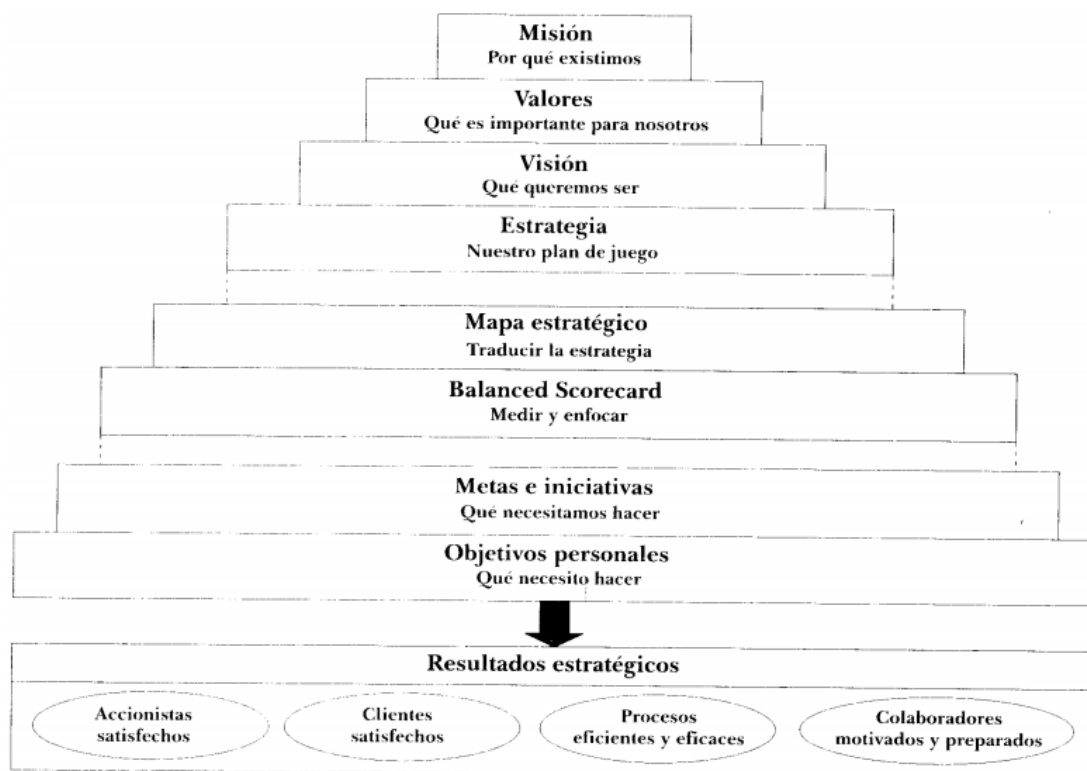 Misión
Por qué existimos
Valores
Qué es importante para nosotros
Visión
Qué queremos ser
Estrategia
Nuestro plan de juego
Mapa estratégico
Traducir la estrategia
Balanced Scorecard
Medir y enfocar
Metas e iniciativas
Qué necesitamos hacer
Objetivos personales
Qué necesito hacer
Resultados estratégicos
Accionistas
satisfechos
Clientes
satisfechos
Procesos
eficientes y eficaces
Colaboradores
motivados y preparados